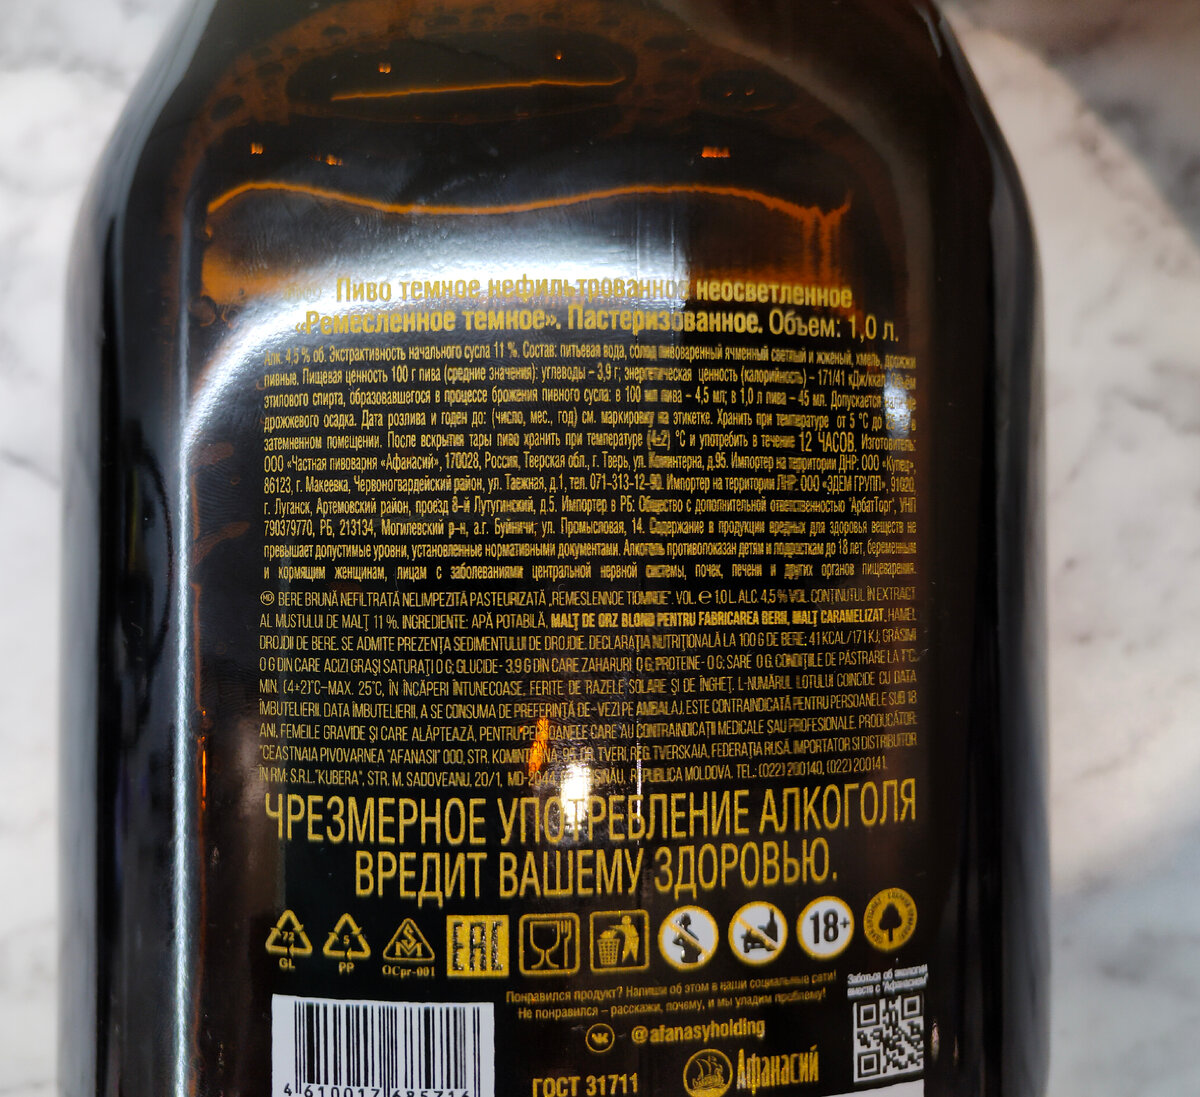 Пиво темное нефильтрованное неосветленное
«Ремесленное темное». Пастеризованное. Объем: 1,0 л.
Алк. 4,5 % об. Экстрактивность начального сусла 11 %. Состав: питьевая вода, солод пивоваренный ячменный светлый и жженый, хмель, дрожжи
пивные. Пищевая ценность 100 г пива (средние значения): углеводы – 3,9 г; энергетическая ценность (калорийность) – 171/41 кДж/ккал. Объем
этилового спирта, образовавшегося в процессе брожения пивного сусла: в 100 мл пива – 4,5 мл; в 1,0 л пива – 45 мл. Допускается
дрожжевого осадка. Дата розлива и годен до: (число, мес., год) см. маркировку на этикетке. Хранить при температуре от 5 °С до
затемненном помещении. После вскрытия тары пиво хранить при температуре (4±2) °С и употребить в течение 12 ЧАСОВ. Изготовитель:
ООО «Частная пивоварня «Афанасий», 170028, Россия, Тверская обл., г. Тверь, ул. Коминтерна, д.95. Импортер на территории ДНР: ООО «Купец»,
86123, г. Макеевка, Червоногвардейский район, ул. Таежная, д.1, тел. 071-313-12-90. Импортер на территории ЛНР: ООО «ЭДЕМ ГРУПП», 91020,
г. Луганск, Артемовский район, проезд 8-й Лутугинский, д.5. Импортер в РБ: Общество с дополнительной ответственностью "АрбатТорг", УНП
790379770, РБ, 213134, Могилевский р-н, а.г. Буйничи, ул. Промысловая, 14. Содержание в продукции вредных для здоровья веществ не
превышает допустимые уровни, установленные нормативными документами. Алкоголь противопоказан детям и подросткам до 18 лет, беременным
и кормящим женщинам, лицам с заболеваниями центральной нервной системы, почек, печени и других органов пищеварения.
MD BERE BRUNĂ NEFILTRATĂ NELIMPEZITĂ PASTEURIZATĂ „REMESLENNOE TIOMNOE". VOL. ℮ 1.0 L. ALC. 4,5 % VOL. CONȚINUTUL ÎN EXTRACT
AL MUSTULUI DE MALȚ 11 %. INGREDIENTE: APĂ POTABILĂ, MALȚ DE ORZ BLOND PENTRU FABRICAREA BERII, MALȚ CARAMELIZAT, HAMEI,
DROJDII DE BERE. SE ADMITE PREZENȚA SEDIMENTULUI DE DROJDIE. DECLARAȚIA NUTRIȚIONALĂ LA 100 G DE BERE: 41 KCAL/171 KJ; GRĂSIMI
0 G DIN CARE ACIZI GRAȘI SATURAȚI 0 G; GLUCIDE- 3,9 G DIN CARE ZAHARURI 0 G; PROTEINE- 0 G; SARE 0 G. CONDIȚIILE DE PĂSTRARE LA T°C,
MIN. (4±2)°C–MAX. 25°C, ÎN ÎNCĂPERI ÎNTUNECOASE, FERITE DE RAZELE SOLARE ȘI DE ÎNGHEȚ. L-NUMĂRUL LOTULUI COINCIDE CU DATA
ÎMBUTELIERII. DATA ÎMBUTELIERII, A SE CONSUMA DE PREFERINȚĂ DE -VEZI PE AMBALAJ. ESTE CONTRAINDICATĂ PENTRU PERSOANELE SUB 18
ANI, FEMEILE GRAVIDE ȘI CARE ALĂPTEAZĂ, PENTRU PERSOANELE CARE AU CONTRAINDICAȚII MEDICALE SAU PROFESIONALE. PRODUCĂTOR:
"CEASTNAIA PIVOVARNEA "AFANASII" OOO, STR. KOMINTERNA, 95, OR. TVERI, REG. TVERSKAIA, FEDERAȚIA RUSĂ. IMPORTATOR SI DISTRIBUITOR
ÎN RM: S.R.L."KUBERA", STR. M. SADOVEANU, 20/1, MD-2044, CHIȘINĂU, REPUBLICA MOLDOVA. TEL.: (022) 200140, (022) 200141.
ЧРЕЗМЕРНОЕ УПОТРЕБЛЕНИЕ АЛКОГОЛЯ
ВРЕДИТ ВАШЕМУ ЗДОРОВЬЮ.
72 GL 5 PP ОСpr-001 EAC 18+
Понравился продукт? Напиши об этом в наши социальные сети!
Не понравился – расскажи, почему, и мы уладим проблему!
@afanasyholding
Заботься об экологии
вместе с "Афанасием"
ГОСТ 31711
Афанасий
4 610017 685716